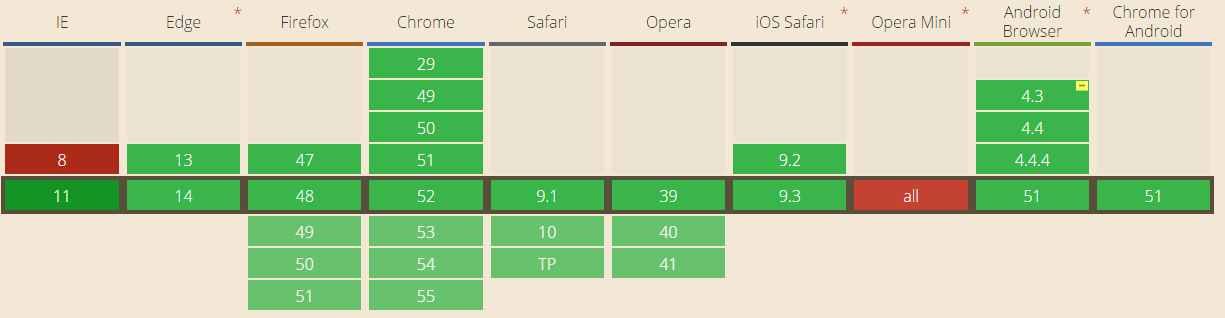 IE Edge * Firefox Chrome Safari Opera iOS Safari * Opera Mini * Android Browser * Chrome for Android
29
49 4.3 -
50 4.4
8 13 47 51 9.2 4.4.4
11 14 48 52 9.1 39 9.3 all 51 51
49 53 10 40
50 54 TP 41
51 55